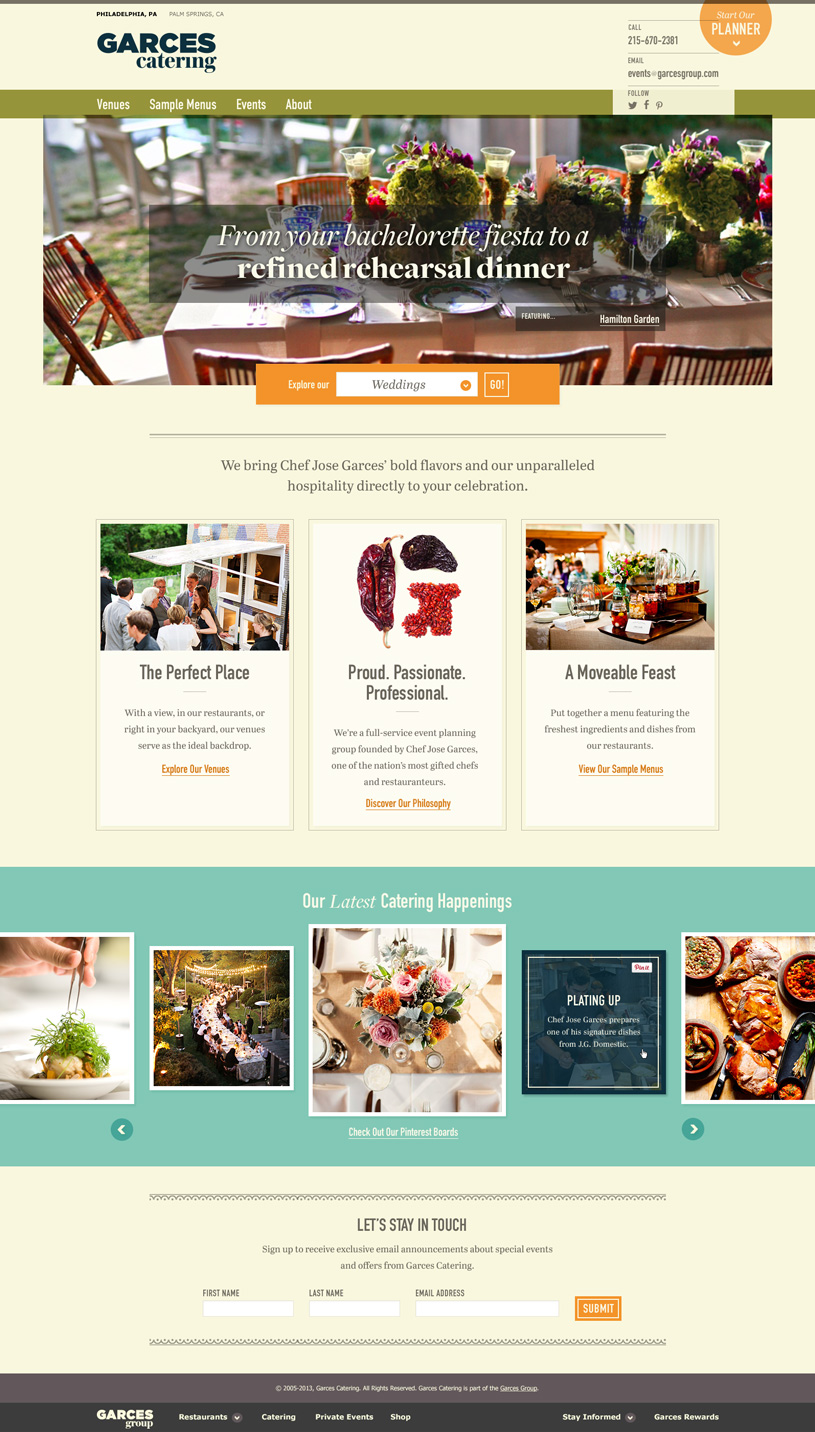 PHILADELPHIA, PA PALM SPRINGS, CA
GARCES
catering
Start Our
PLANNER
CALL
215-670-2381
EMAIL
events@garcesgroup.com
FOLLOW
Venues Sample Menus Events About
From your bachelorette fiesta to a
refined rehearsal dinner
FEATURING... Hamilton Garden
Explore our Weddings GO!
We bring Chef Jose Garces' bold flavors and our unparalleled
hospitality directly to your celebration.
The Perfect Place
With a view, in our restaurants, or
right in your backyard, our venues
serve as the ideal backdrop.
Explore Our Venues
Proud. Passionate.
Professional.
We're a full-service event planning
group founded by Chef Jose Garces,
one of the nation's most gifted chefs
and restauranteurs.
Discover Our Philosophy
A Moveable Feast
Put together a menu featuring the
freshest ingredients and dishes from
our restaurants.
View Our Sample Menus
Our Latest Catering Happenings
Pin it
PLATING UP
Chef Jose Garces prepares
one of his signature dishes
from J.G. Domestic.
Check Out Our Pinterest Boards
LET'S STAY IN TOUCH
Sign up to receive exclusive email announcements about special events
and offers from Garces Catering.
FIRST NAME LAST NAME EMAIL ADDRESS
SUBMIT
© 2005-2013, Garces Catering. All Rights Reserved. Garces Catering is part of the Garces Group.
GARCES
group
Restaurants Catering Private Events Shop Stay Informed Garces Rewards